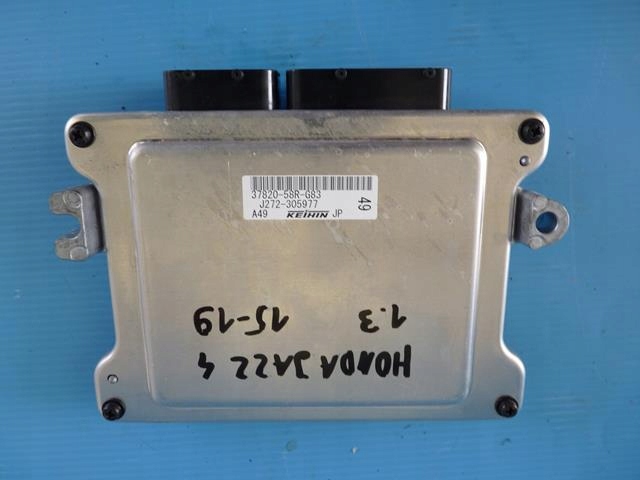 37820-58R-G83
J272-305977
A49 KEIHIN JP
49
HONDA JAZZ 4
15-19 1.3